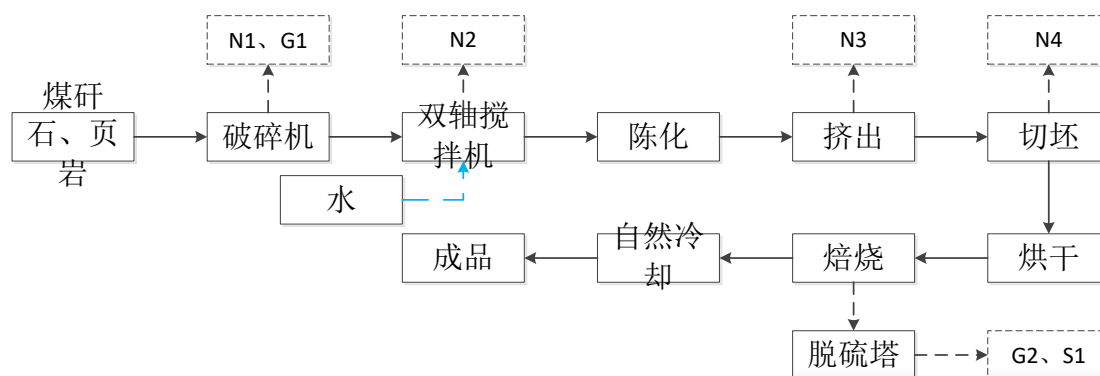 N1、G1
N2
N3
N4
煤矸
石、页
岩
破碎机
双轴搅
拌机
陈化
挤出
切坯
水
成品
自然冷
却
焙烧
烘干
脱硫塔
G2、S1